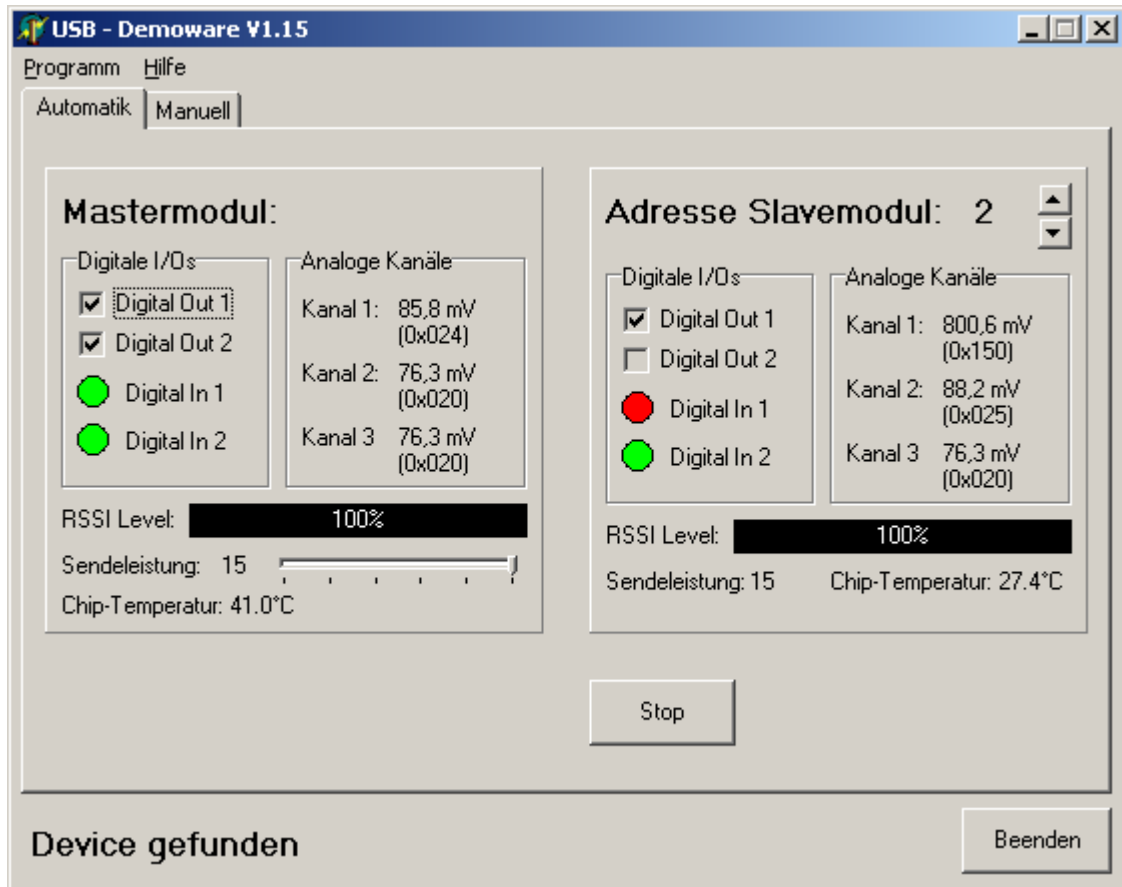 USB - Demoware V1.15
Programm Hilfe
Automatik Manuell
Mastermodul:
Digitale I/Os
Digital Out 1
Digital Out 2
Digital In 1
Digital In 2
Analoge Kanäle
Kanal 1: 85,8 mV
(0x024)
Kanal 2: 76,3 mV
(0x020)
Kanal 3 76,3 mV
(0x020)
RSSI Level: 100%
Sendeleistung: 15
Chip-Temperatur: 41.0°C
Adresse Slavemodul: 2
Digitale I/Os
Digital Out 1
Digital Out 2
Digital In 1
Digital In 2
Analoge Kanäle
Kanal 1: 800,6 mV
(0x150)
Kanal 2: 88,2 mV
(0x025)
Kanal 3 76,3 mV
(0x020)
RSSI Level: 100%
Sendeleistung: 15 Chip-Temperatur: 27.4°C
Stop
Device gefunden
Beenden